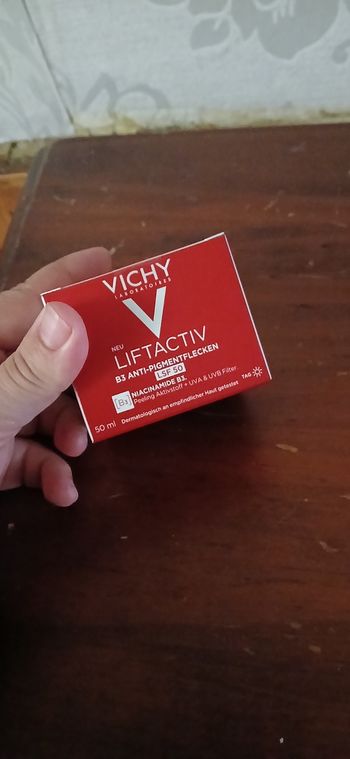 VICHY
LABORATOIRES
NEU
LIFTACTIV
B3 ANTI-PIGMENTFLECKEN
LSF 50
[B3]
NIACINAMIDE B3,
Peeling Aktivstoff + UVA & UVB Filter
TAG
50 ml
Dermatologisch an empfindlicher Haut getestet